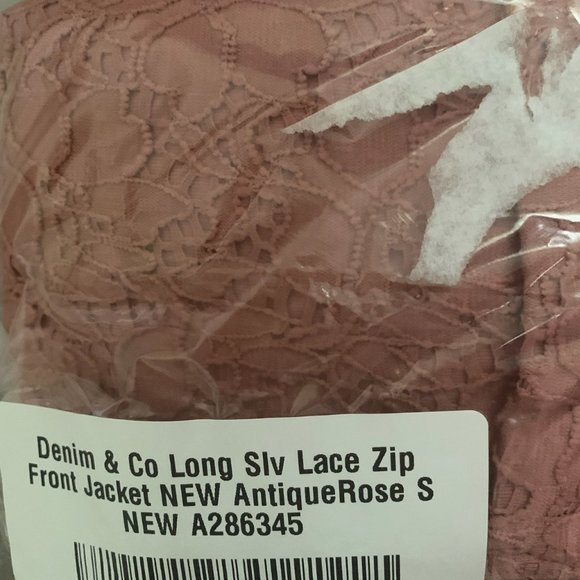 Denim & Co Long Slv Lace Zip
Front Jacket NEW AntiqueRose S
NEW A286345